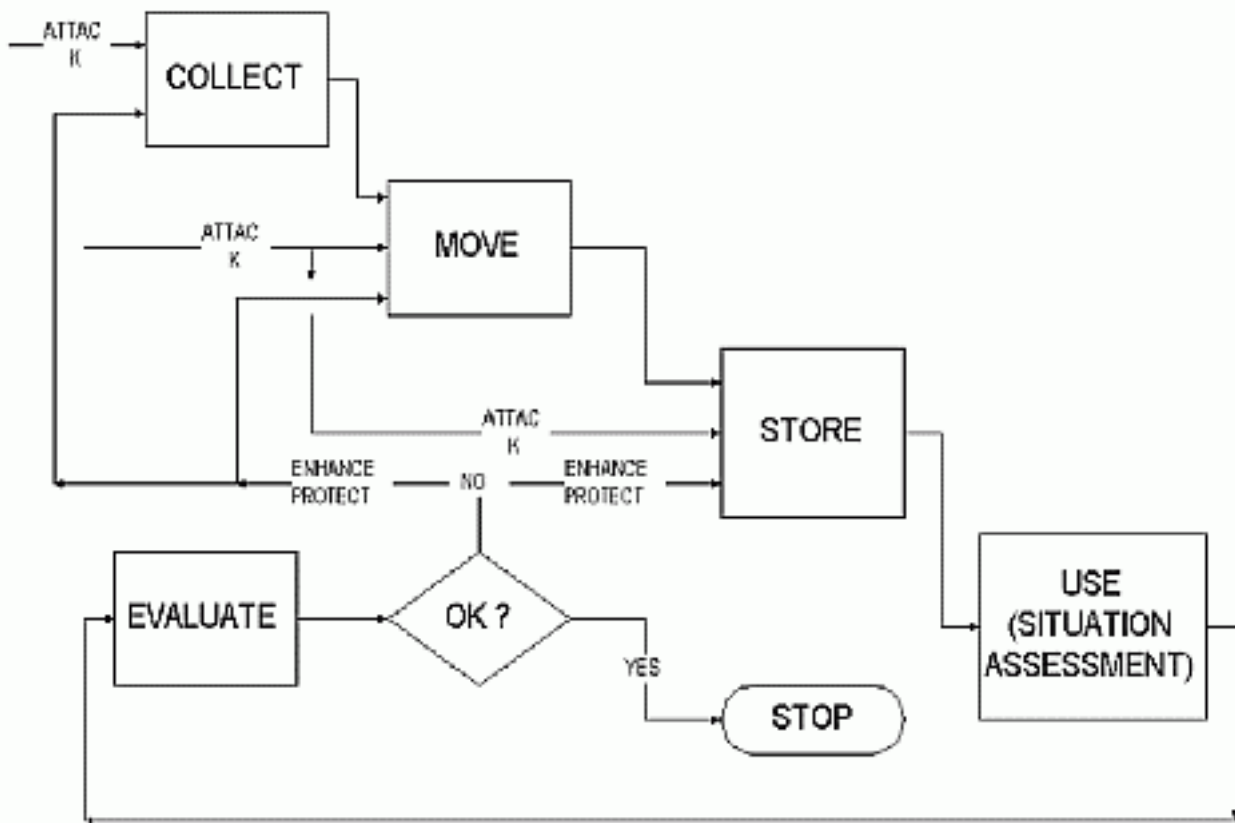 ATTAC
K
COLLECT
ATTAC
K
MOVE
ATTAC
K
STORE
ENHANCE
PROTECT
NO
ENHANCE
PROTECT
EVALUATE
OK ?
YES
STOP
USE
(SITUATION
ASSESSMENT)